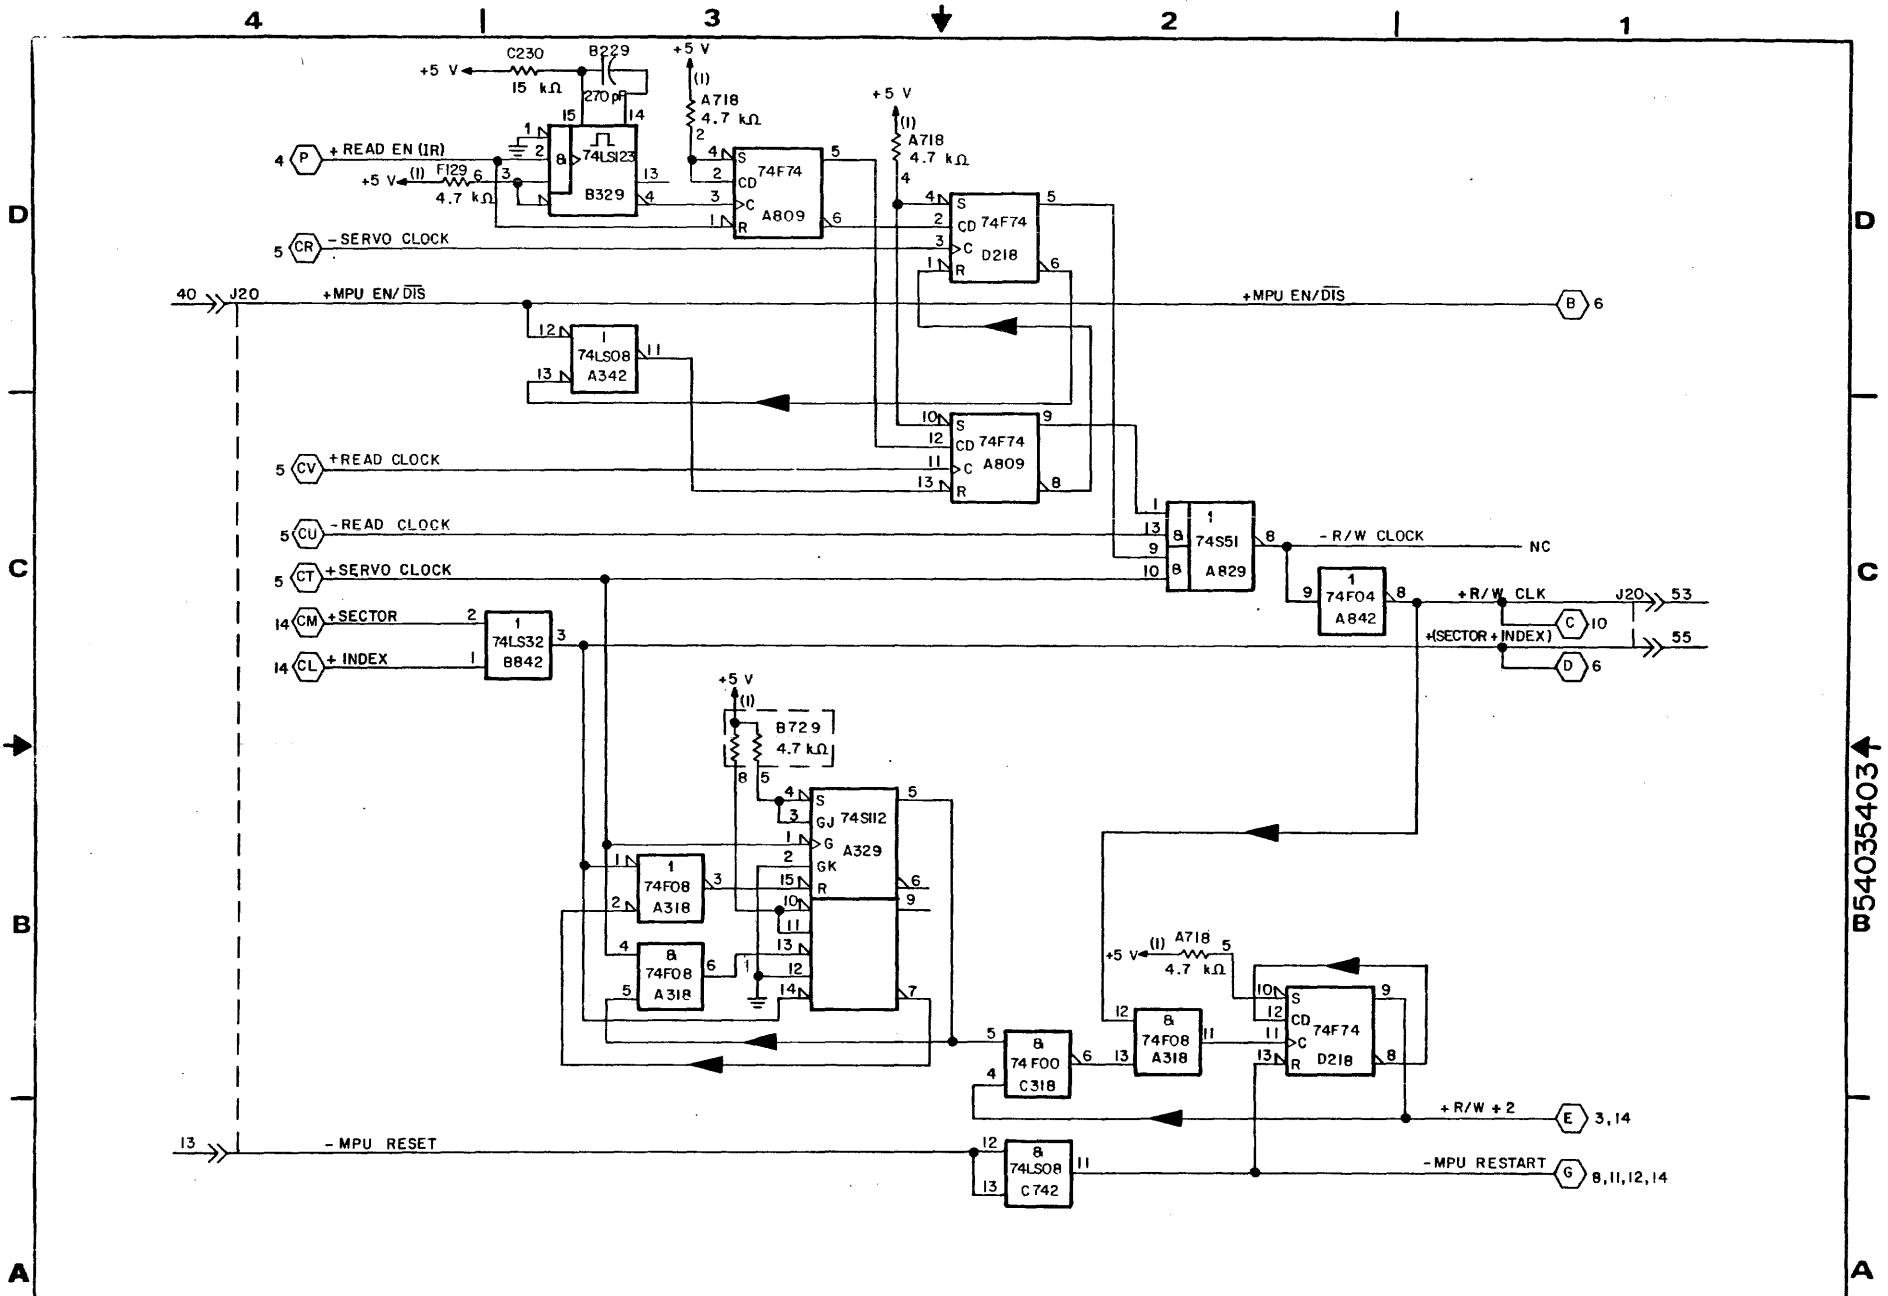 4 3 2 1
C230 B229 +5 V
+5 V (1)
15 kΩ 270 pF A718 +5 V
4.7 kΩ (1)
15 14 2 A718
4.7 kΩ
1
4 P + READ EN (IR) 2 & 74LS123 4 S 74F74 5
+5 V (1) F129 6 3 13 2 CD 4
4.7 kΩ B329 4 3 C A809 4 S 74F74 5
D 1 R 6 2 CD D
5 CR - SERVO CLOCK 3 C D218
1 R 6
40 J20 +MPU EN/DIS +MPU EN/DIS B 6
12 1
74LS08 11
13 A342
10 S 9
12 CD 74F74
5 CV +READ CLOCK 11 C A809
13 R 8
1 1
5 CU -READ CLOCK 13 & 74S51 8 - R/W CLOCK NC
C 9 C
5 CT +SERVO CLOCK 10 8 A829 1
9 74F04 8 +R/W CLK J20 53
14 CM +SECTOR 2 1 A842 C 10
74LS32 3 +(SECTOR + INDEX) 55
14 CL + INDEX 1 B842 D 6
+5 V
(1)
B729
4.7 kΩ
8 5
4 S 5
3 GJ 74S112
1 G A329
1 1 2 GK
74F08 3 15 R 6
2 A318 10 9
B 11 B
4 & 13 +5 V (1) A718 5
74F08 6 1 12 4.7 kΩ
5 A318 14 7 10 S 9
12 & 12 CD 74F74
5 & 74F08 11 11 C
74F00 6 13 A318 13 R D218 8
4 C318
+ R/W ÷ 2 E 3,14
13 - MPU RESET 12 &
74LS08 11 -MPU RESTART G 8,11,12,14
13 C742
A A
554035403